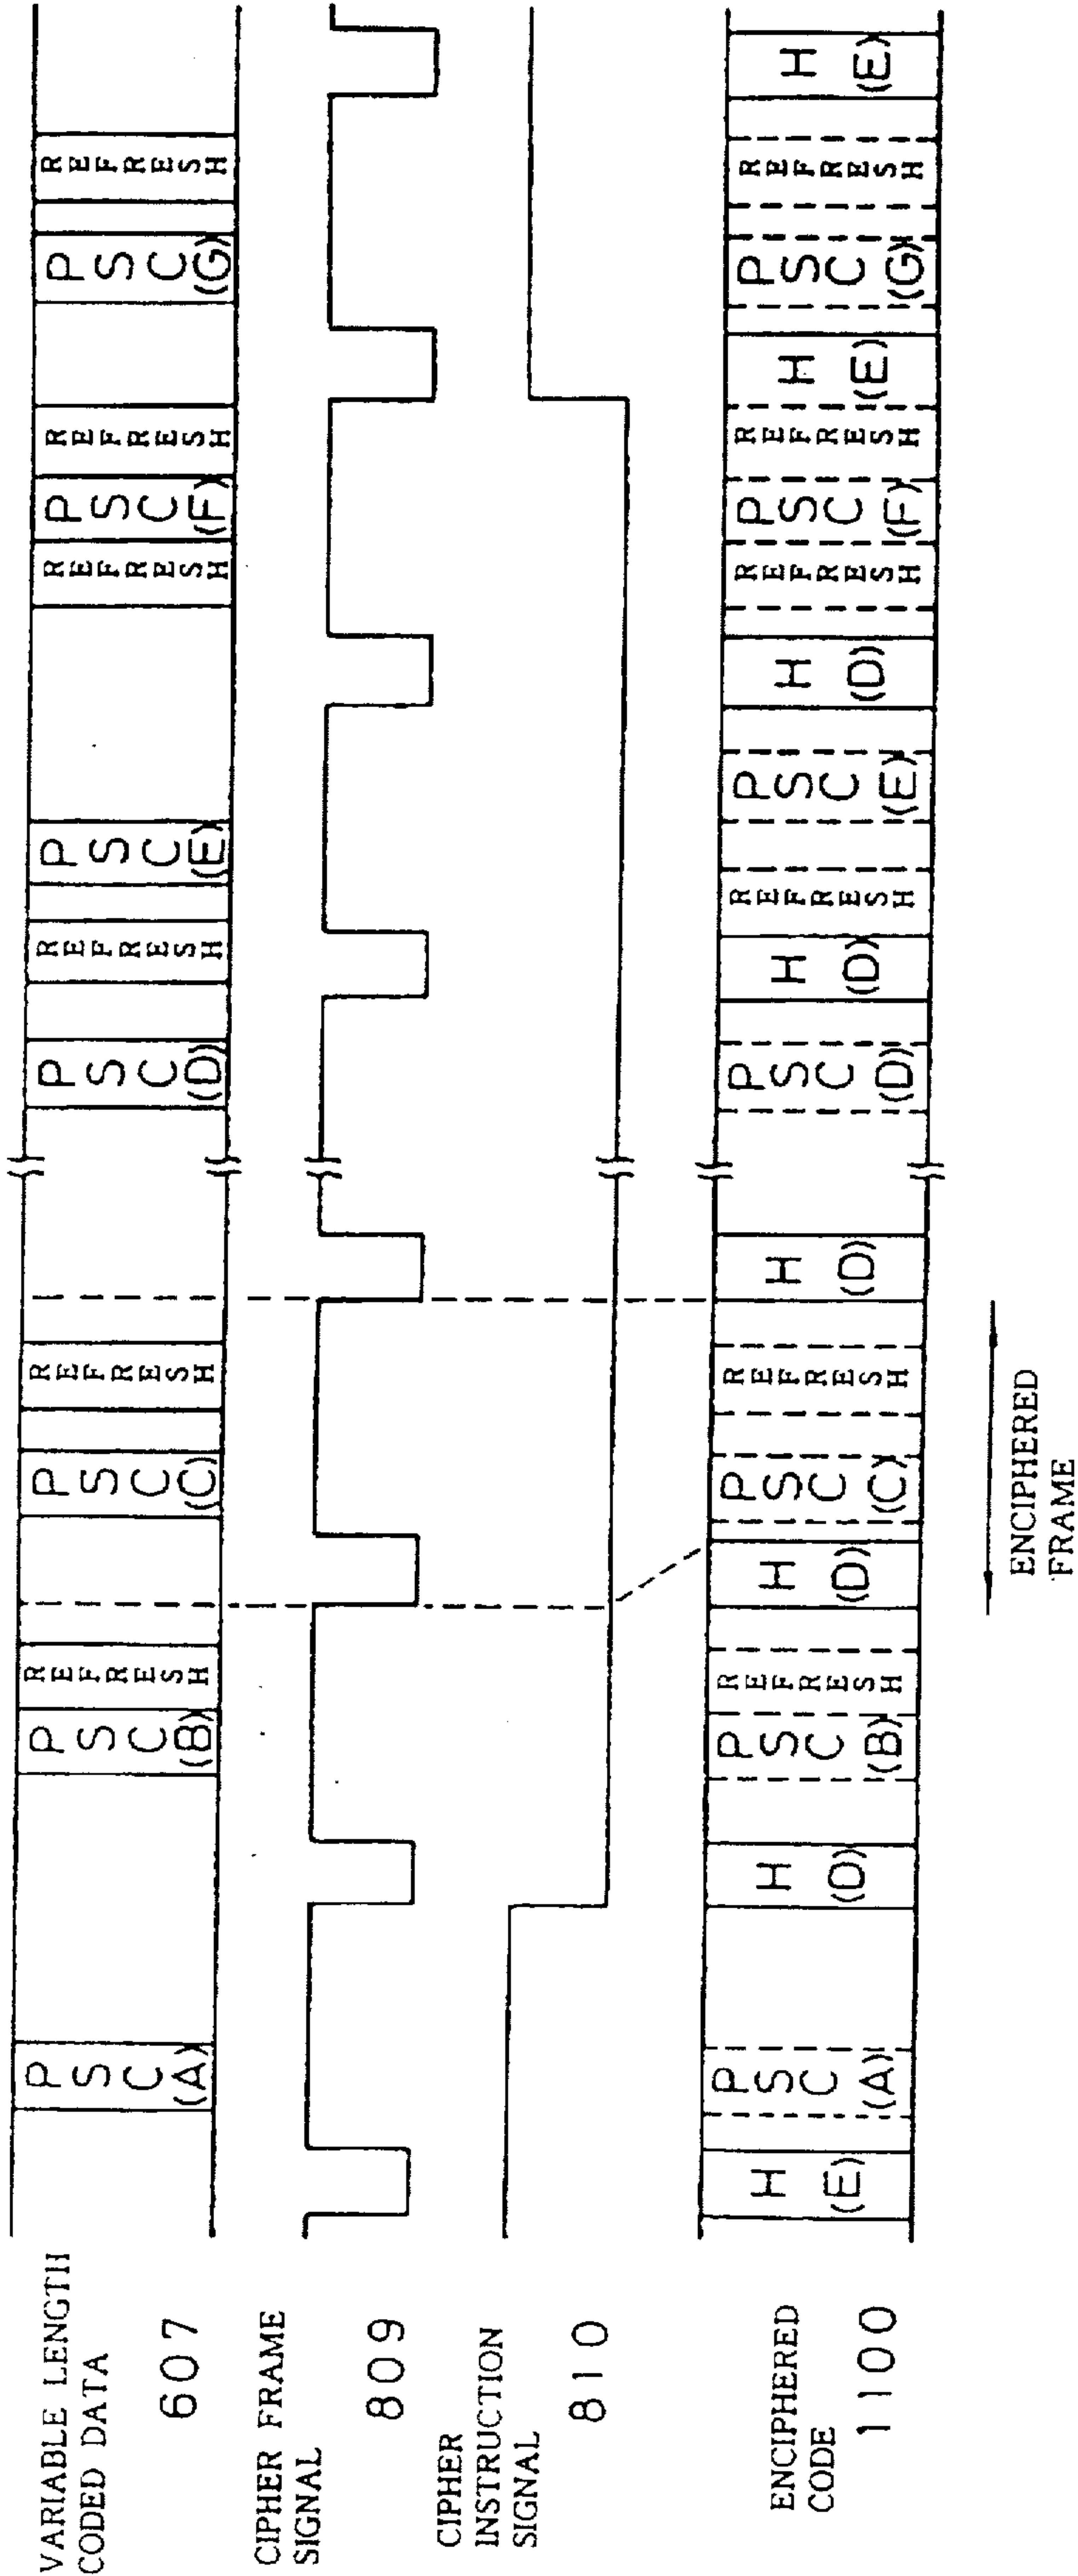 VARIABLE LENGTH
CODED DATA
607
PSC (A)
PSC (B)
REFRESH
PSC (C)
REFRESH
PSC (D)
REFRESH
PSC (E)
REFRESH
PSC (F)
REFRESH
PSC (G)
REFRESH
CIPHER FRAME
SIGNAL
809
CIPHER
INSTRUCTION
SIGNAL
810
ENCIPHERED
CODE
1100
H (E)
PSC (A)
H (D)
PSC (B)
REFRESH
H (D)
PSC (C)
REFRESH
H (D)
PSC (D)
H (D)
REFRESH
PSC (E)
H (D)
REFRESH
PSC (F)
REFRESH
H (E)
PSC (G)
REFRESH
H (E)
ENCIPHERED
FRAME